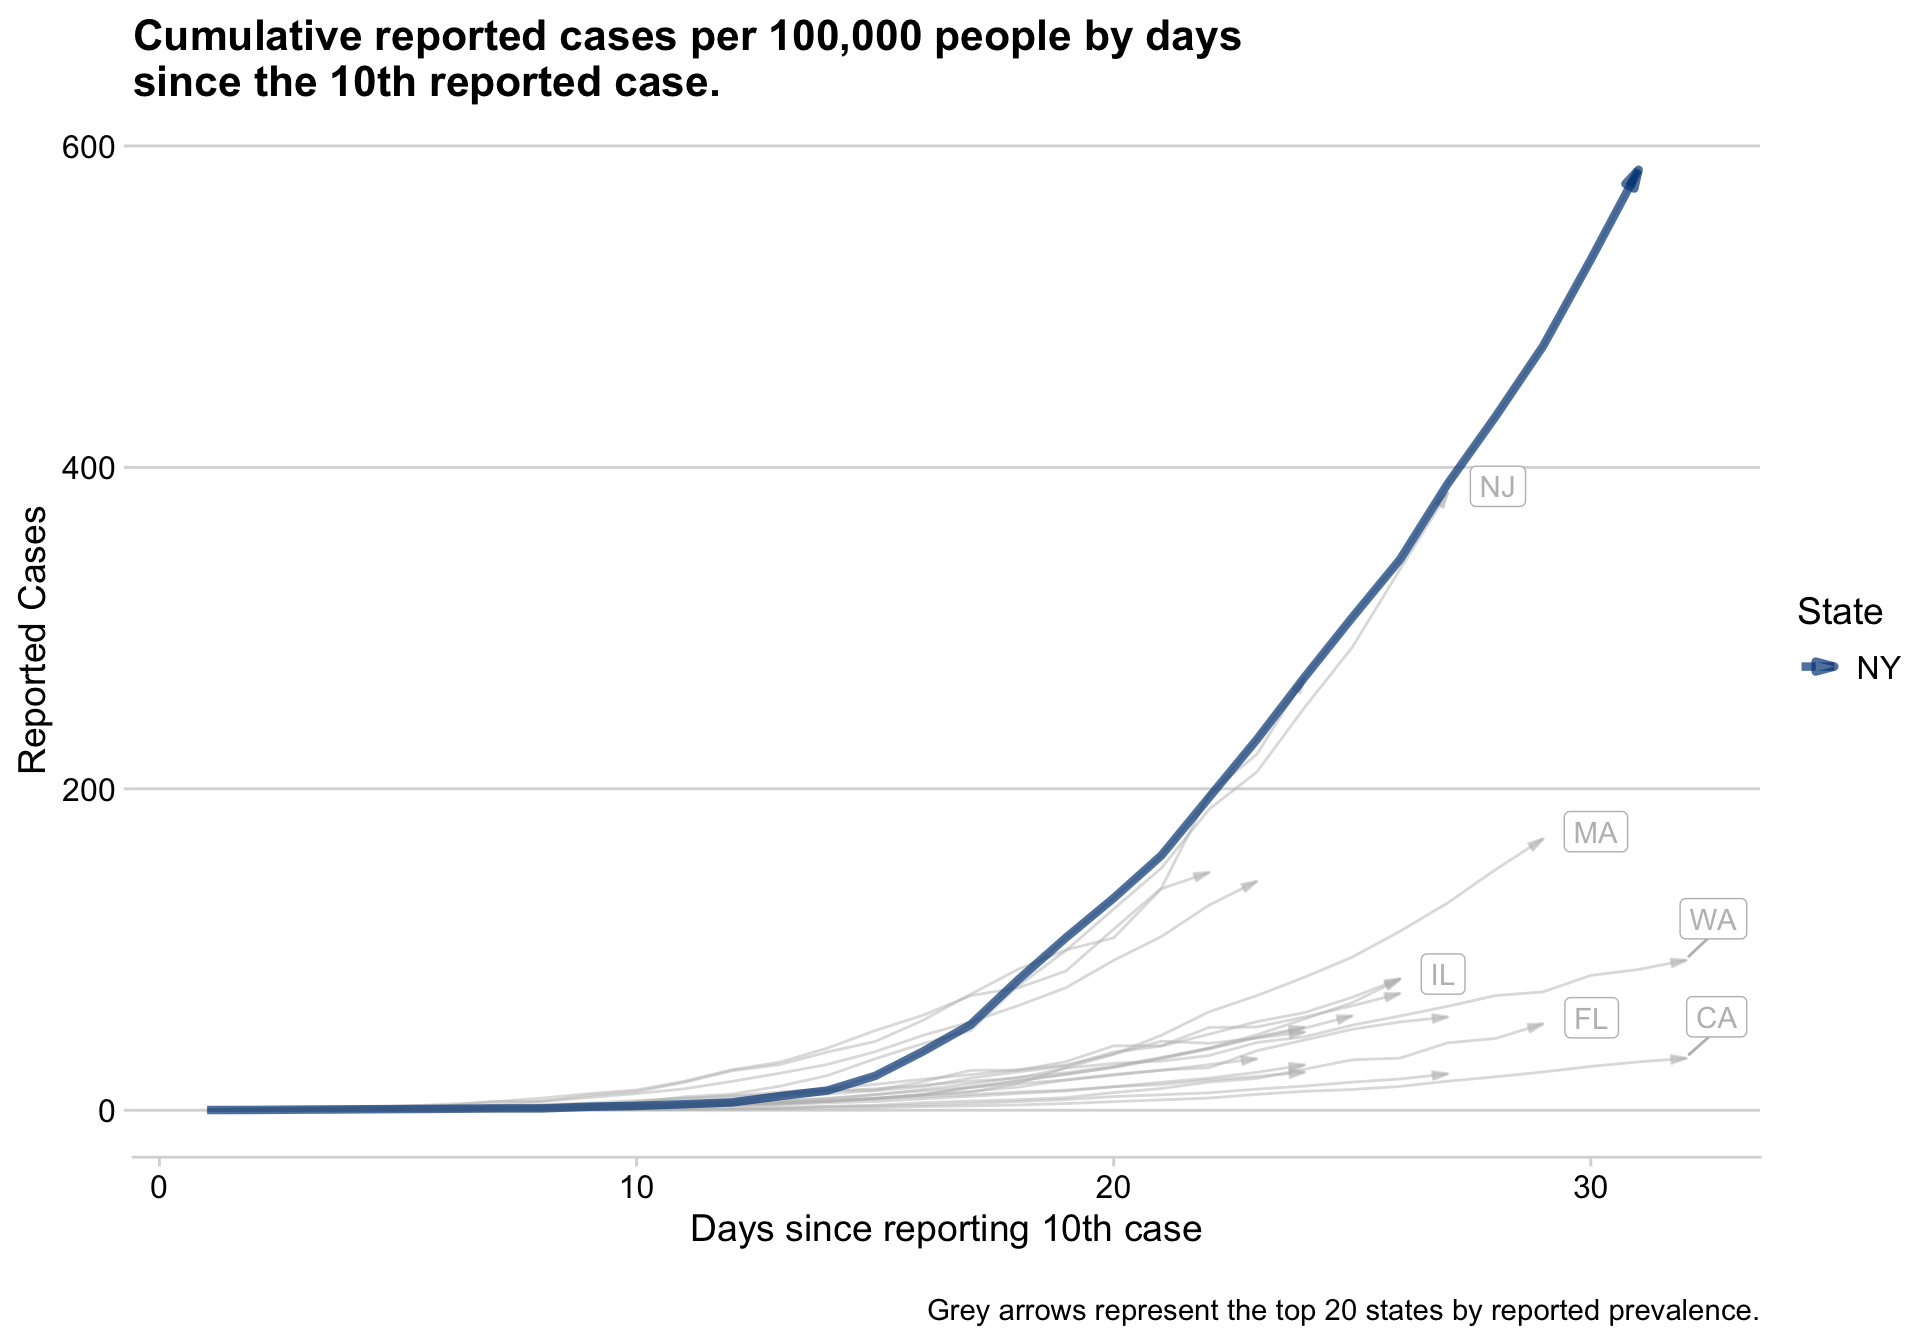 Cumulative reported cases per 100,000 people by days
since the 10th reported case.
600
400
200
0
Reported Cases
NJ
MA
WA
IL
FL
CA
State
NY
0 10 20 30
Days since reporting 10th case
Grey arrows represent the top 20 states by reported prevalence.